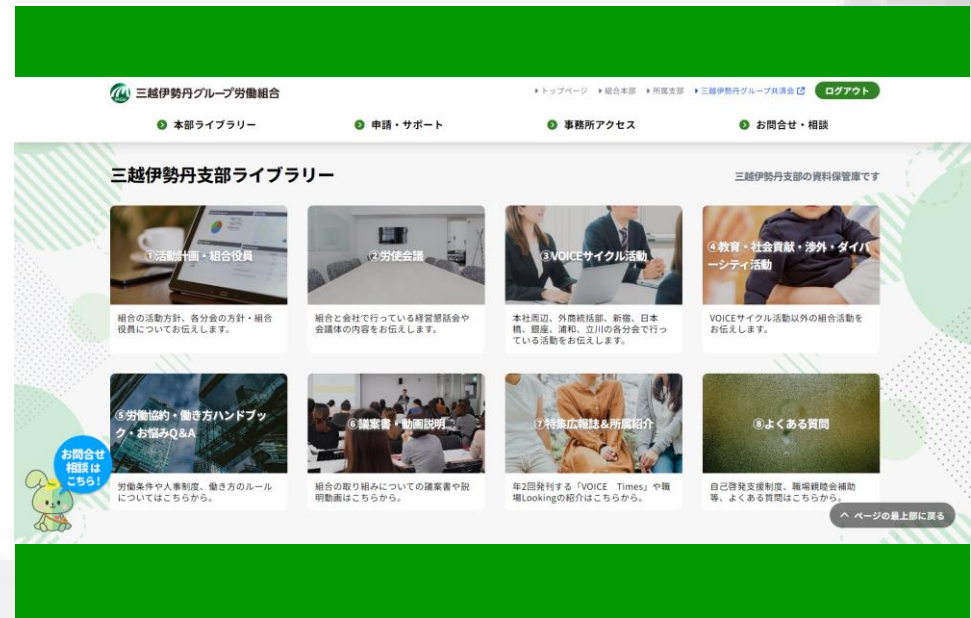 三越伊勢丹グループ労働組合
トップページ 組合本部 所属支部 三越伊勢丹グループ共済会 ログアウト
本部ライブラリー 申請・サポート 事務所アクセス お問合せ・相談
三越伊勢丹支部ライブラリー
三越伊勢丹支部の資料保管庫です
①活動計画・組合役員
組合の活動方針、各分会の方針・組合
役員についてお伝えします。
②労使会議
組合と会社で行っている経営懇話会や
会議体の内容をお伝えします。
③VOICEサイクル活動
本社周辺、外商統括部、新宿、日本
橋、銀座、浦和、立川の各分会で行っ
ている活動をお伝えします。
④教育・社会貢献・渉外・ダイバ
ーシティ活動
VOICEサイクル活動以外の組合活動を
お伝えします。
⑤労働協約・働き方ハンドブッ
ク・お悩みQ&A
労働条件や人事制度、働き方のルール
についてはこちらから。
⑥議案書・動画説明
組合の取り組みについての議案書や説
明動画はこちらから。
⑦特集広報誌&所属紹介
年2回発刊する「VOICE Times」や職
場Lookingの紹介はこちらから。
⑧よくある質問
自己啓発支援制度、職場親睦会補助
等、よくある質問はこちらから。
お問合せ
相談は
こちら!
ページの最上部に戻る